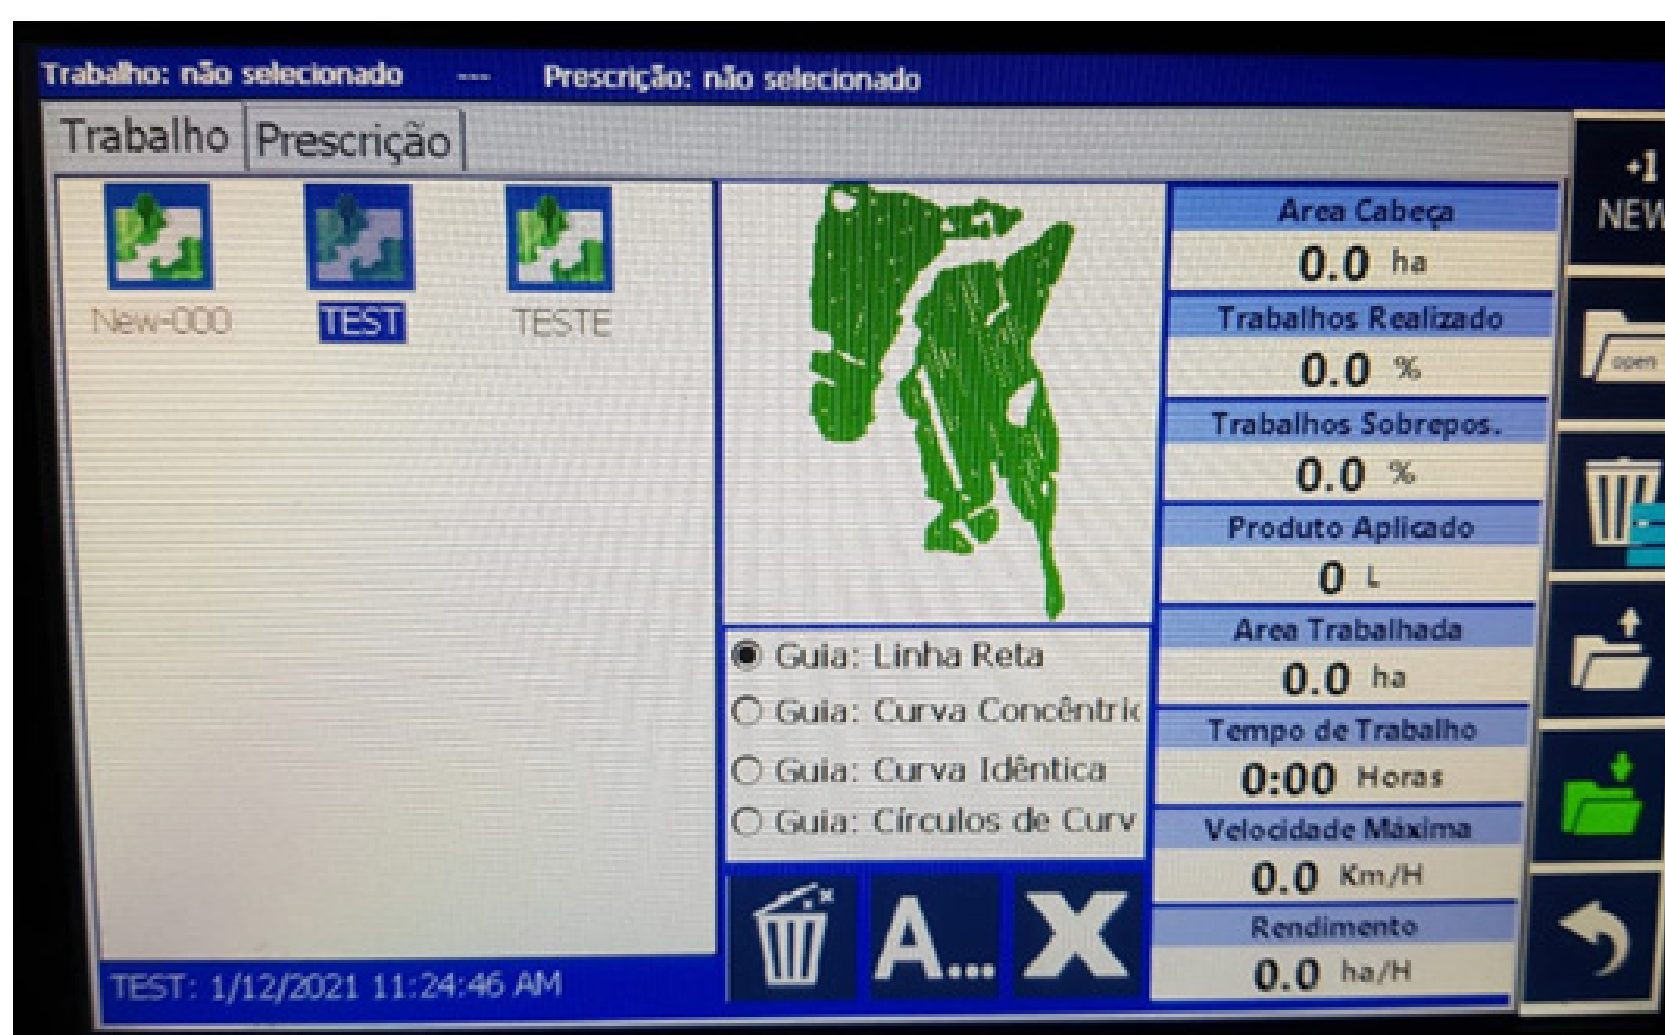 Trabalho: não selecionado --- Prescrição: não selecionado
Trabalho Prescrição
New-000 TEST TESTE
Area Cabeça
0.0 ha
Trabalhos Realizado
0.0 %
Trabalhos Sobrepos.
0.0 %
Produto Aplicado
0 L
Area Trabalhada
0.0 ha
Tempo de Trabalho
0:00 Horas
Velocidade Máxima
0.0 Km/H
Rendimento
0.0 ha/H
Guia: Linha Reta
Guia: Curva Concêntric
Guia: Curva Idêntica
Guia: Círculos de Curv
A... X
TEST: 1/12/2021 11:24:46 AM
+1
NEW
open